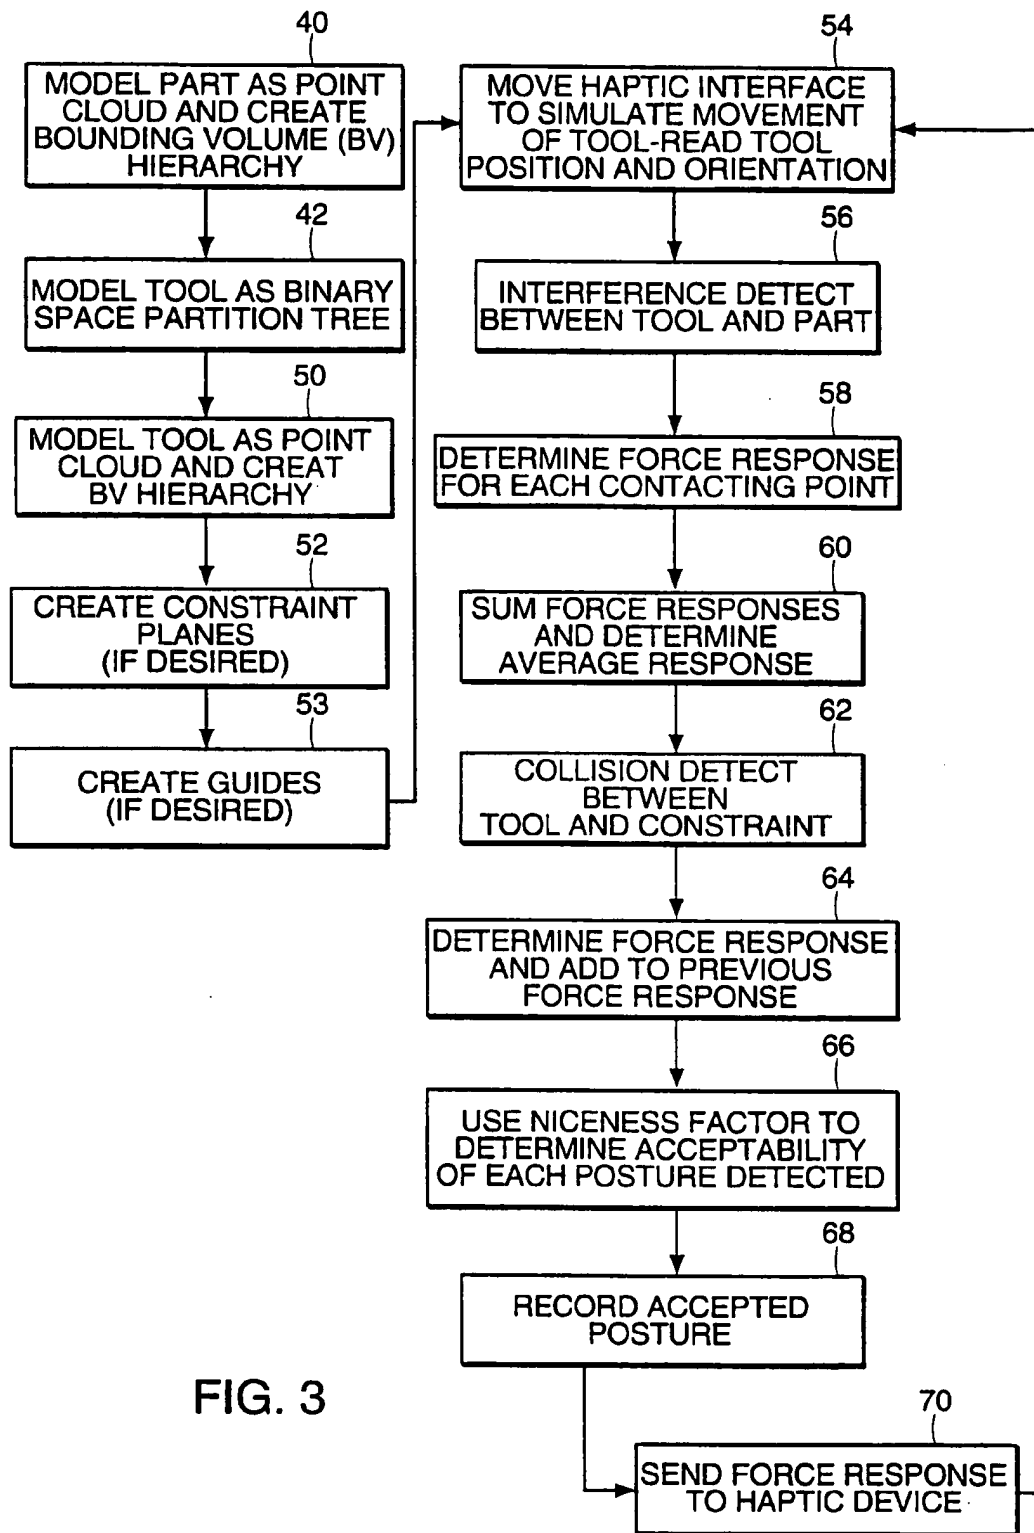 40
MODEL PART AS POINT
CLOUD AND CREATE
BOUNDING VOLUME (BV)
HIERARCHY
42
MODEL TOOL AS BINARY
SPACE PARTITION TREE
50
MODEL TOOL AS POINT
CLOUD AND CREAT
BV HIERARCHY
52
CREATE CONSTRAINT
PLANES
(IF DESIRED)
53
CREATE GUIDES
(IF DESIRED)
54
MOVE HAPTIC INTERFACE
TO SIMULATE MOVEMENT
OF TOOL-READ TOOL
POSITION AND ORIENTATION
56
INTERFERENCE DETECT
BETWEEN TOOL AND PART
58
DETERMINE FORCE RESPONSE
FOR EACH CONTACTING POINT
60
SUM FORCE RESPONSES
AND DETERMINE
AVERAGE RESPONSE
62
COLLISION DETECT
BETWEEN
TOOL AND CONSTRAINT
64
DETERMINE FORCE RESPONSE
AND ADD TO PREVIOUS
FORCE RESPONSE
66
USE NICENESS FACTOR TO
DETERMINE ACCEPTABILITY
OF EACH POSTURE DETECTED
68
RECORD ACCEPTED
POSTURE
70
SEND FORCE RESPONSE
TO HAPTIC DEVICE
FIG. 3